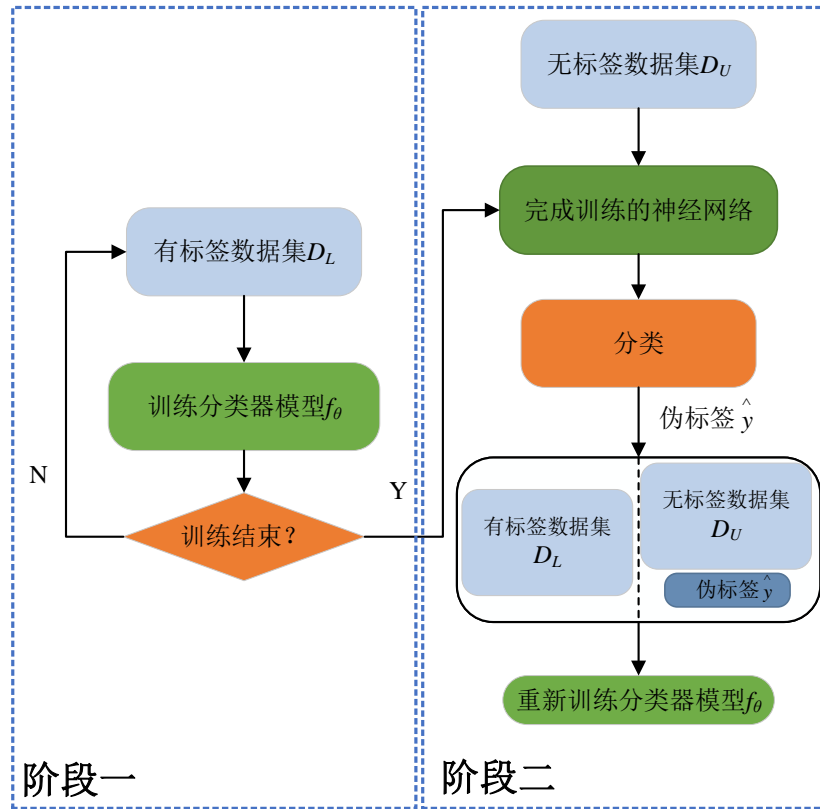 有标签数据集D_L
训练分类器模型f_θ
N
Y
训练结束?
阶段一
无标签数据集D_U
完成训练的神经网络
分类
伪标签 ŷ
有标签数据集
D_L
无标签数据集
D_U
伪标签 ŷ
重新训练分类器模型f_θ
阶段二